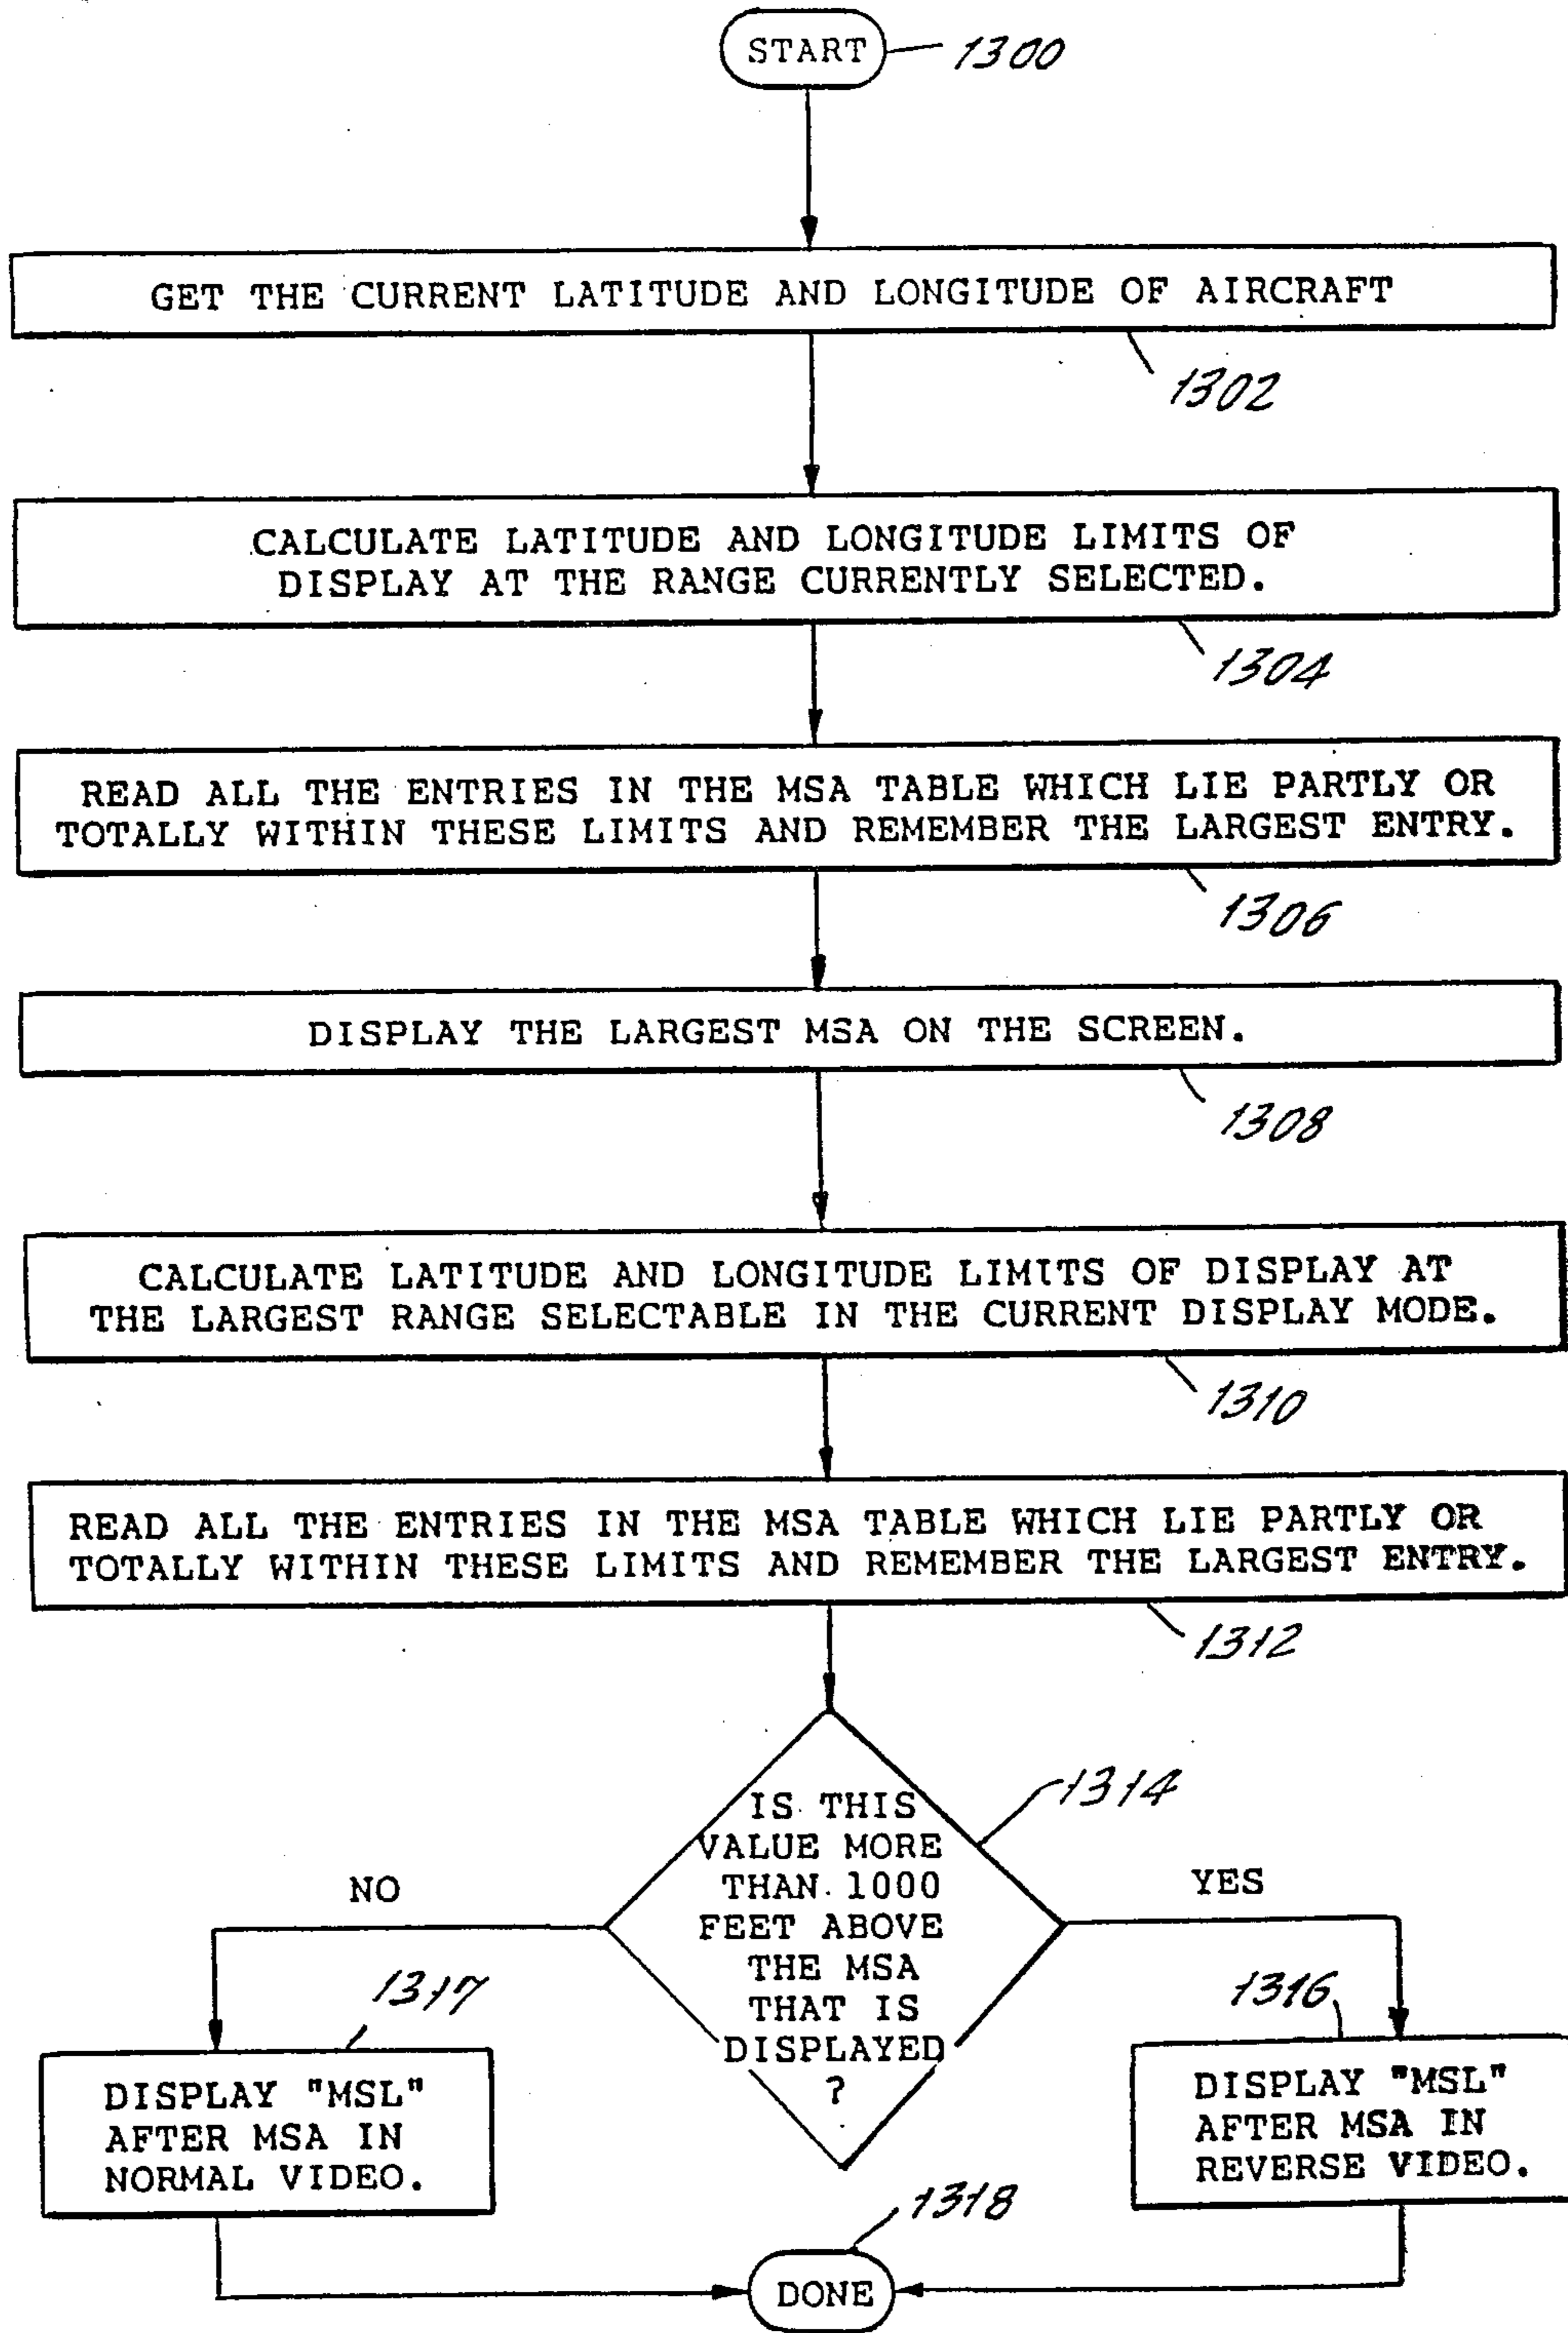 START
1300
GET THE CURRENT LATITUDE AND LONGITUDE OF AIRCRAFT
1302
CALCULATE LATITUDE AND LONGITUDE LIMITS OF
DISPLAY AT THE RANGE CURRENTLY SELECTED.
1304
READ ALL THE ENTRIES IN THE MSA TABLE WHICH LIE PARTLY OR
TOTALLY WITHIN THESE LIMITS AND REMEMBER THE LARGEST ENTRY.
1306
DISPLAY THE LARGEST MSA ON THE SCREEN.
1308
CALCULATE LATITUDE AND LONGITUDE LIMITS OF DISPLAY AT
THE LARGEST RANGE SELECTABLE IN THE CURRENT DISPLAY MODE.
1310
READ ALL THE ENTRIES IN THE MSA TABLE WHICH LIE PARTLY OR
TOTALLY WITHIN THESE LIMITS AND REMEMBER THE LARGEST ENTRY.
1312
IS THIS
VALUE MORE
THAN 1000
FEET ABOVE
THE MSA
THAT IS
DISPLAYED
?
1314
NO
YES
1317
DISPLAY "MSL"
AFTER MSA IN
NORMAL VIDEO.
1316
DISPLAY "MSL"
AFTER MSA IN
REVERSE VIDEO.
1318
DONE